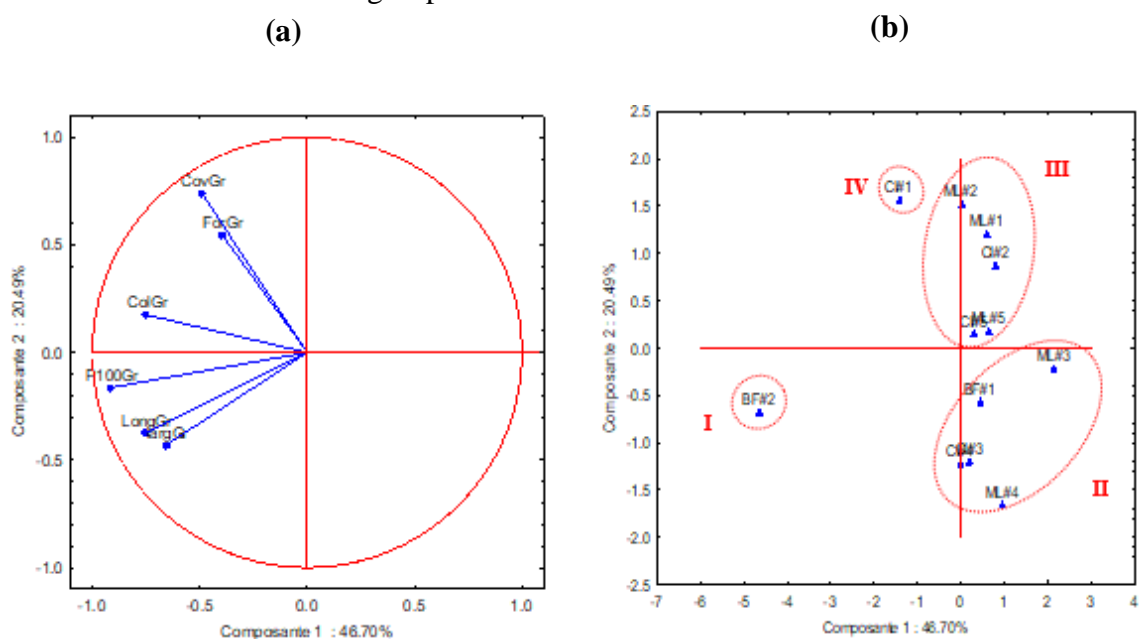 (a)
(b)
1.0
0.5
0.0
-0.5
-1.0
Composante 2 : 20.49%
CavGr
ForGr
ColGr
P100Gr
LongGr
-1.0 -0.5 0.0 0.5 1.0
Composante 1 : 46.70%
2.5
2.0
1.5
1.0
0.5
0.0
-0.5
-1.0
-1.5
-2.0
-2.5
Composante 2 : 20.49%
IV
CI#1
ML#2
III
ML#1
CI#2
ML#5
ML#3
BF#1
I
BF#2
ML#4
II
-7 -6 -5 -4 -3 -2 -1 0 1 2 3 4
Composante 1 : 46.70%